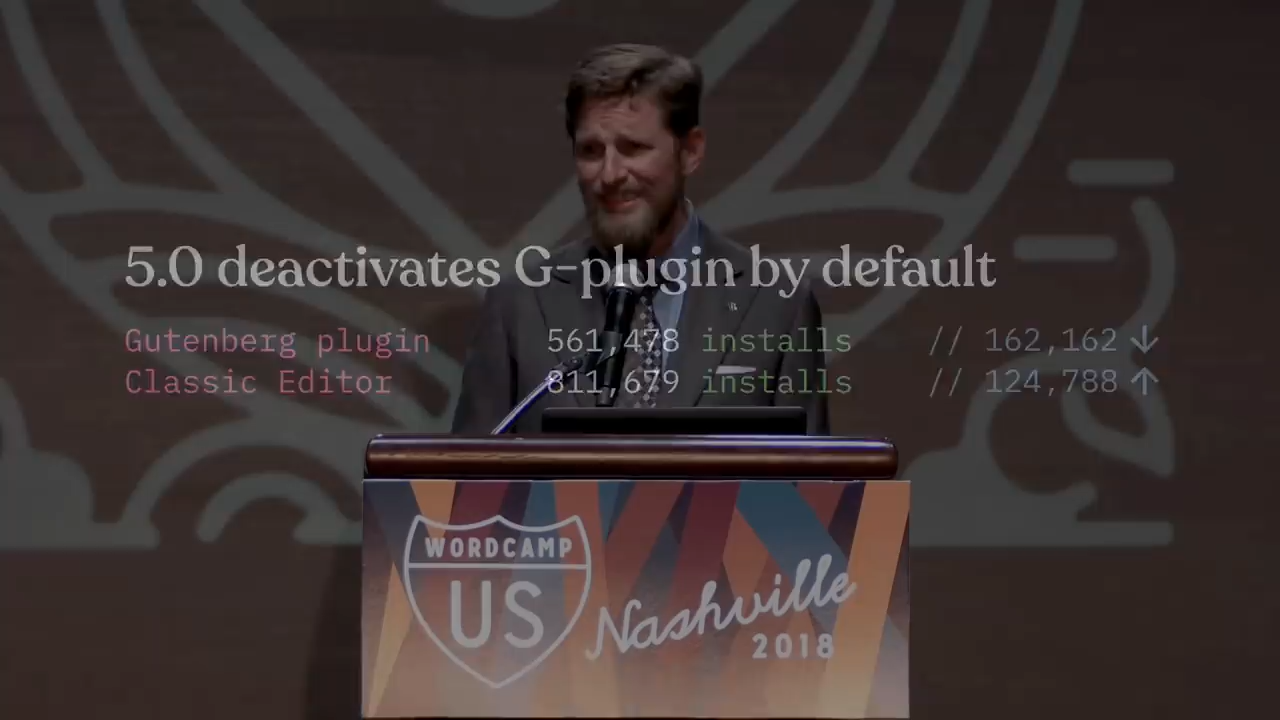 5.0 deactivates G-plugin by default
Gutenberg plugin 561,478 installs // 162,162 ↓
Classic Editor 811,679 installs // 124,788 ↑
WORDCAMP
US
Nashville
2018